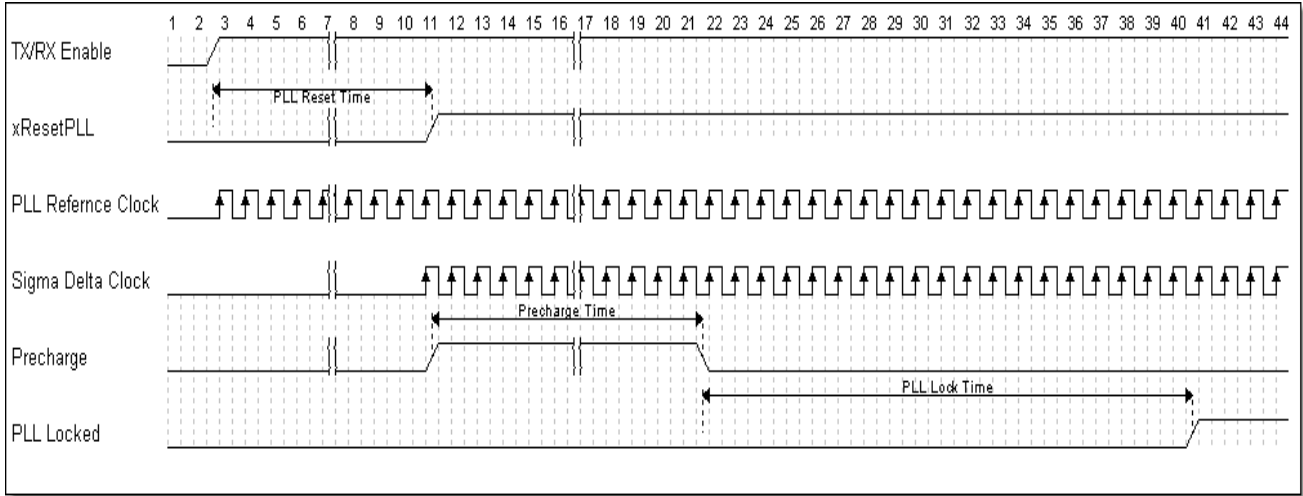 1 2 3 4 5 6 7 8 9 10 11 12 13 14 15 16 17 18 19 20 21 22 23 24 25 26 27 28 29 30 31 32 33 34 35 36 37 38 39 40 41 42 43 44
TX/RX Enable
PLL Reset Time
xResetPLL
PLL Refernce Clock
Sigma Delta Clock
Precharge Time
Precharge
PLL Lock Time
PLL Locked